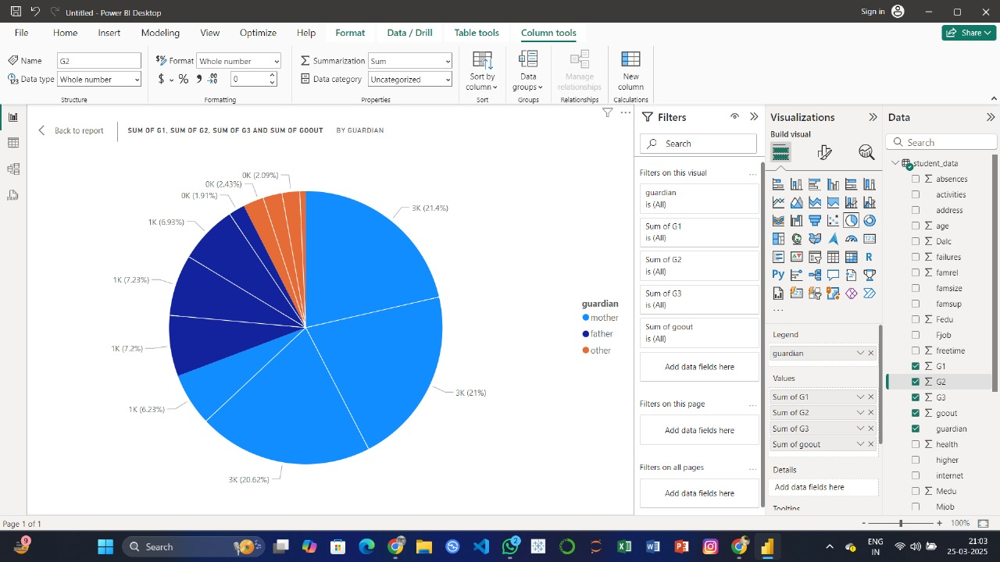 Untitled - Power BI Desktop
Sign in
File Home Insert Modeling View Optimize Help Format Data / Drill Table tools Column tools
Share
Name G2
Data type Whole number
Structure
Format Whole number
$ % 0
Formatting
Summarization Sum
Data category Uncategorized
Properties
Sort by column
Sort
Data groups
Groups
Manage relationships
Relationships
New column
Calculations
Back to report
SUM OF G1, SUM OF G2, SUM OF G3 AND SUM OF GOOUT BY GUARDIAN
0K (2.09%)
0K (2.43%)
0K (1.91%)
1K (6.93%)
1K (7.23%)
1K (7.2%)
1K (6.23%)
3K (20.62%)
3K (21%)
3K (21.4%)
guardian
mother
father
other
Filters
Search
Filters on this visual
guardian
is (All)
Sum of G1
is (All)
Sum of G2
is (All)
Sum of G3
is (All)
Sum of goout
is (All)
Add data fields here
Filters on this page
Add data fields here
Filters on all pages
Add data fields here
Visualizations
Build visual
123
R
Py
Legend
guardian
Values
Sum of G1
Sum of G2
Sum of G3
Sum of goout
Details
Add data fields here
Tooltips
Data
Search
student_data
absences
activities
address
age
Dalc
failures
famrel
famsize
famsup
Fedu
Fjob
freetime
G1
G2
G3
goout
guardian
health
higher
internet
Medu
Mjob
Page 1 of 1
- + 100%
9
Search
2
ENG
IN
21:03
25-03-2025